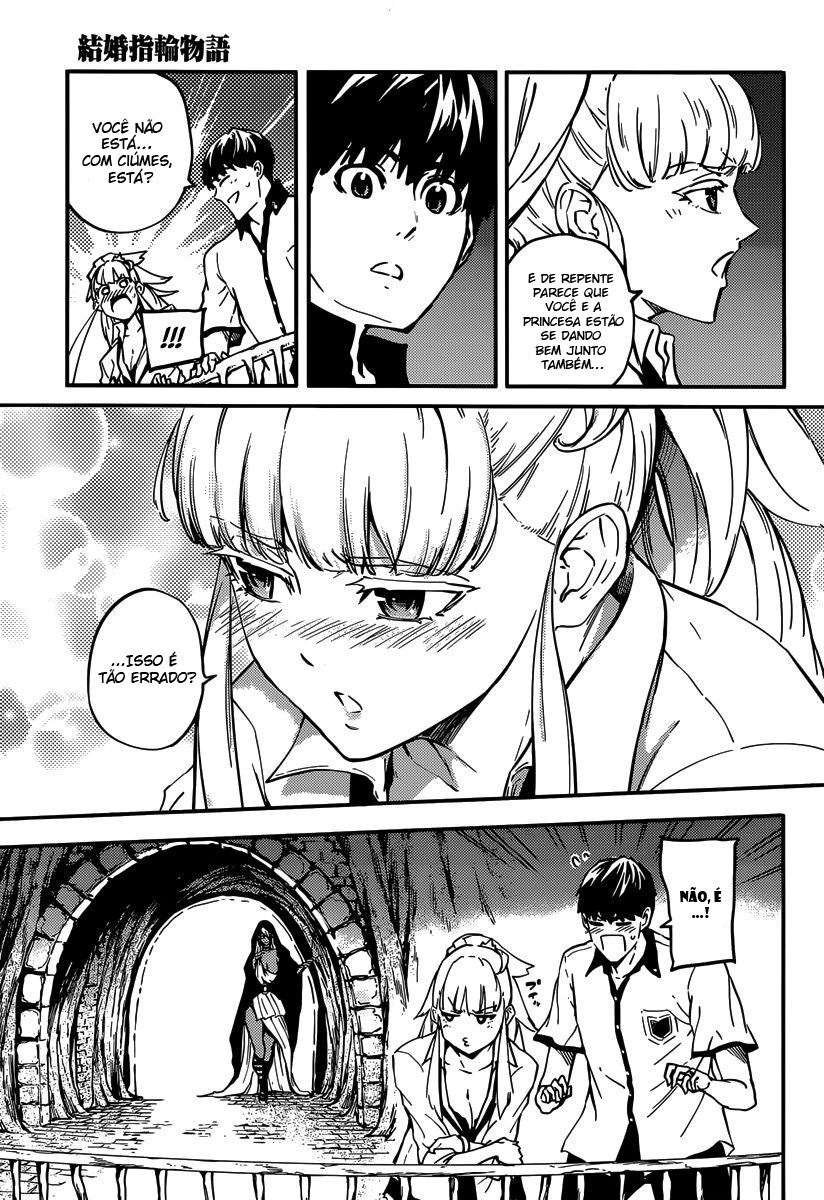 結婚指輪物語
E DE REPENTE
PARECE QUE
VOCÊ E A
PRINCESA ESTÃO
SE DANDO
BEM JUNTO
TAMBÉM...
VOCÊ NÃO
ESTÁ...
COM CIÚMES,
ESTÁ?
!!!
...ISSO É
TÃO ERRADO?
NÃO, É
...!